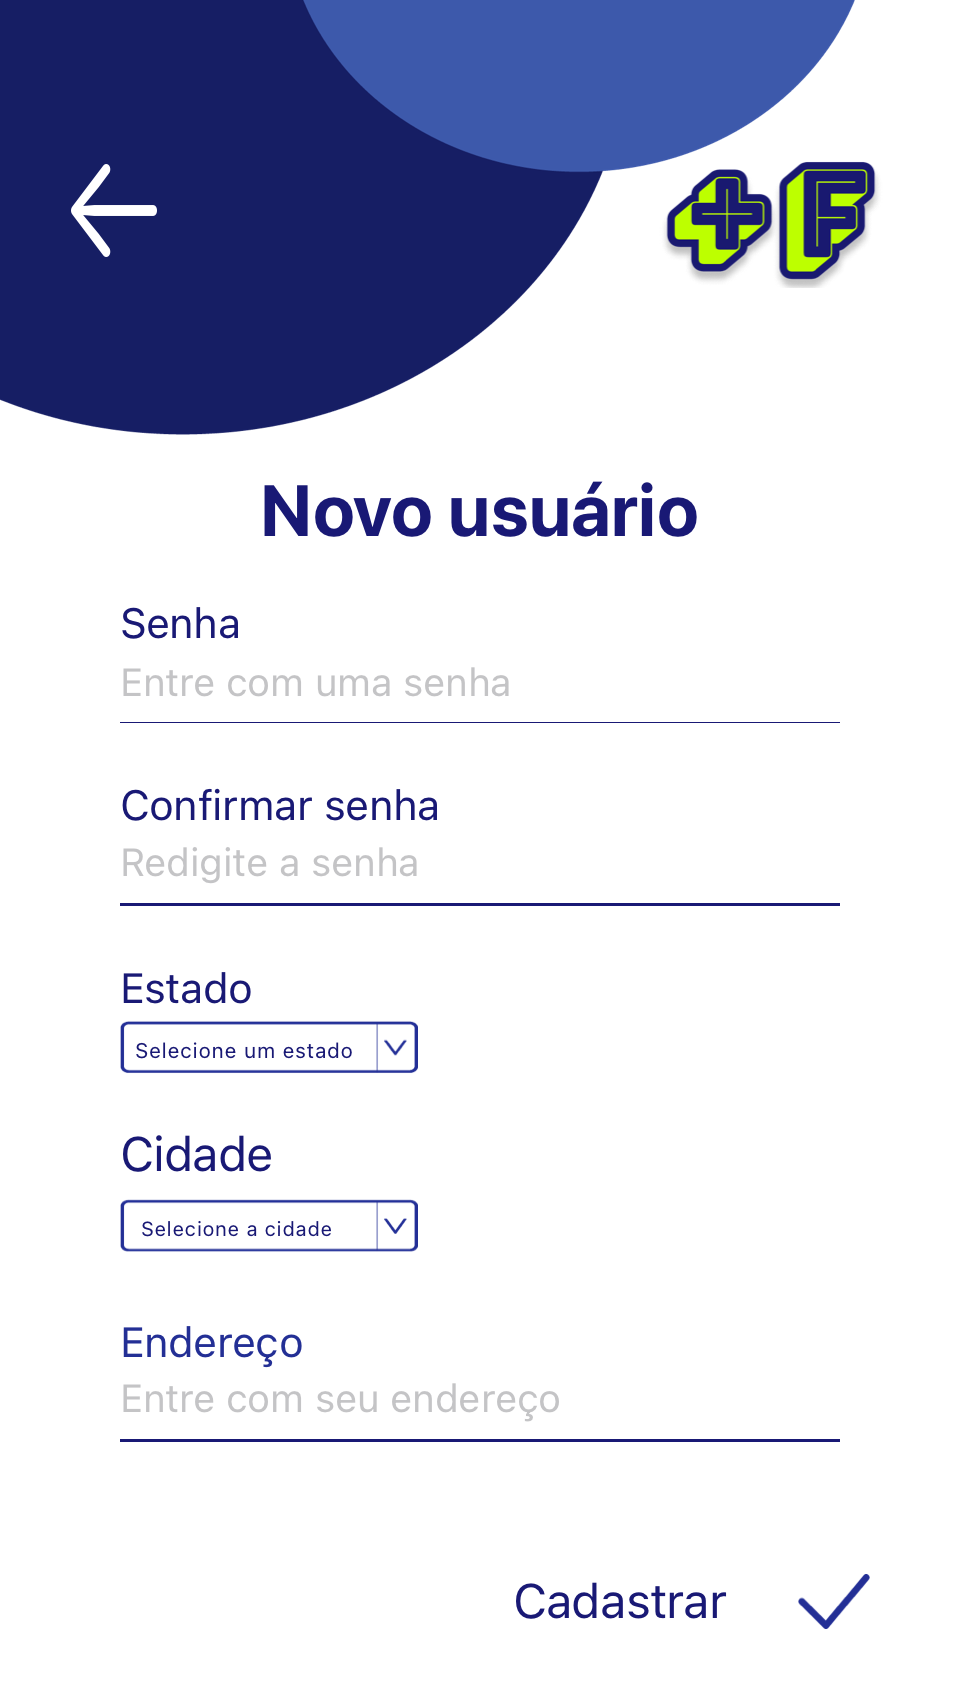 +F
Novo usuário
Senha
Entre com uma senha
Confirmar senha
Redigite a senha
Estado
Selecione um estado
Cidade
Selecione a cidade
Endereço
Entre com seu endereço
Cadastrar